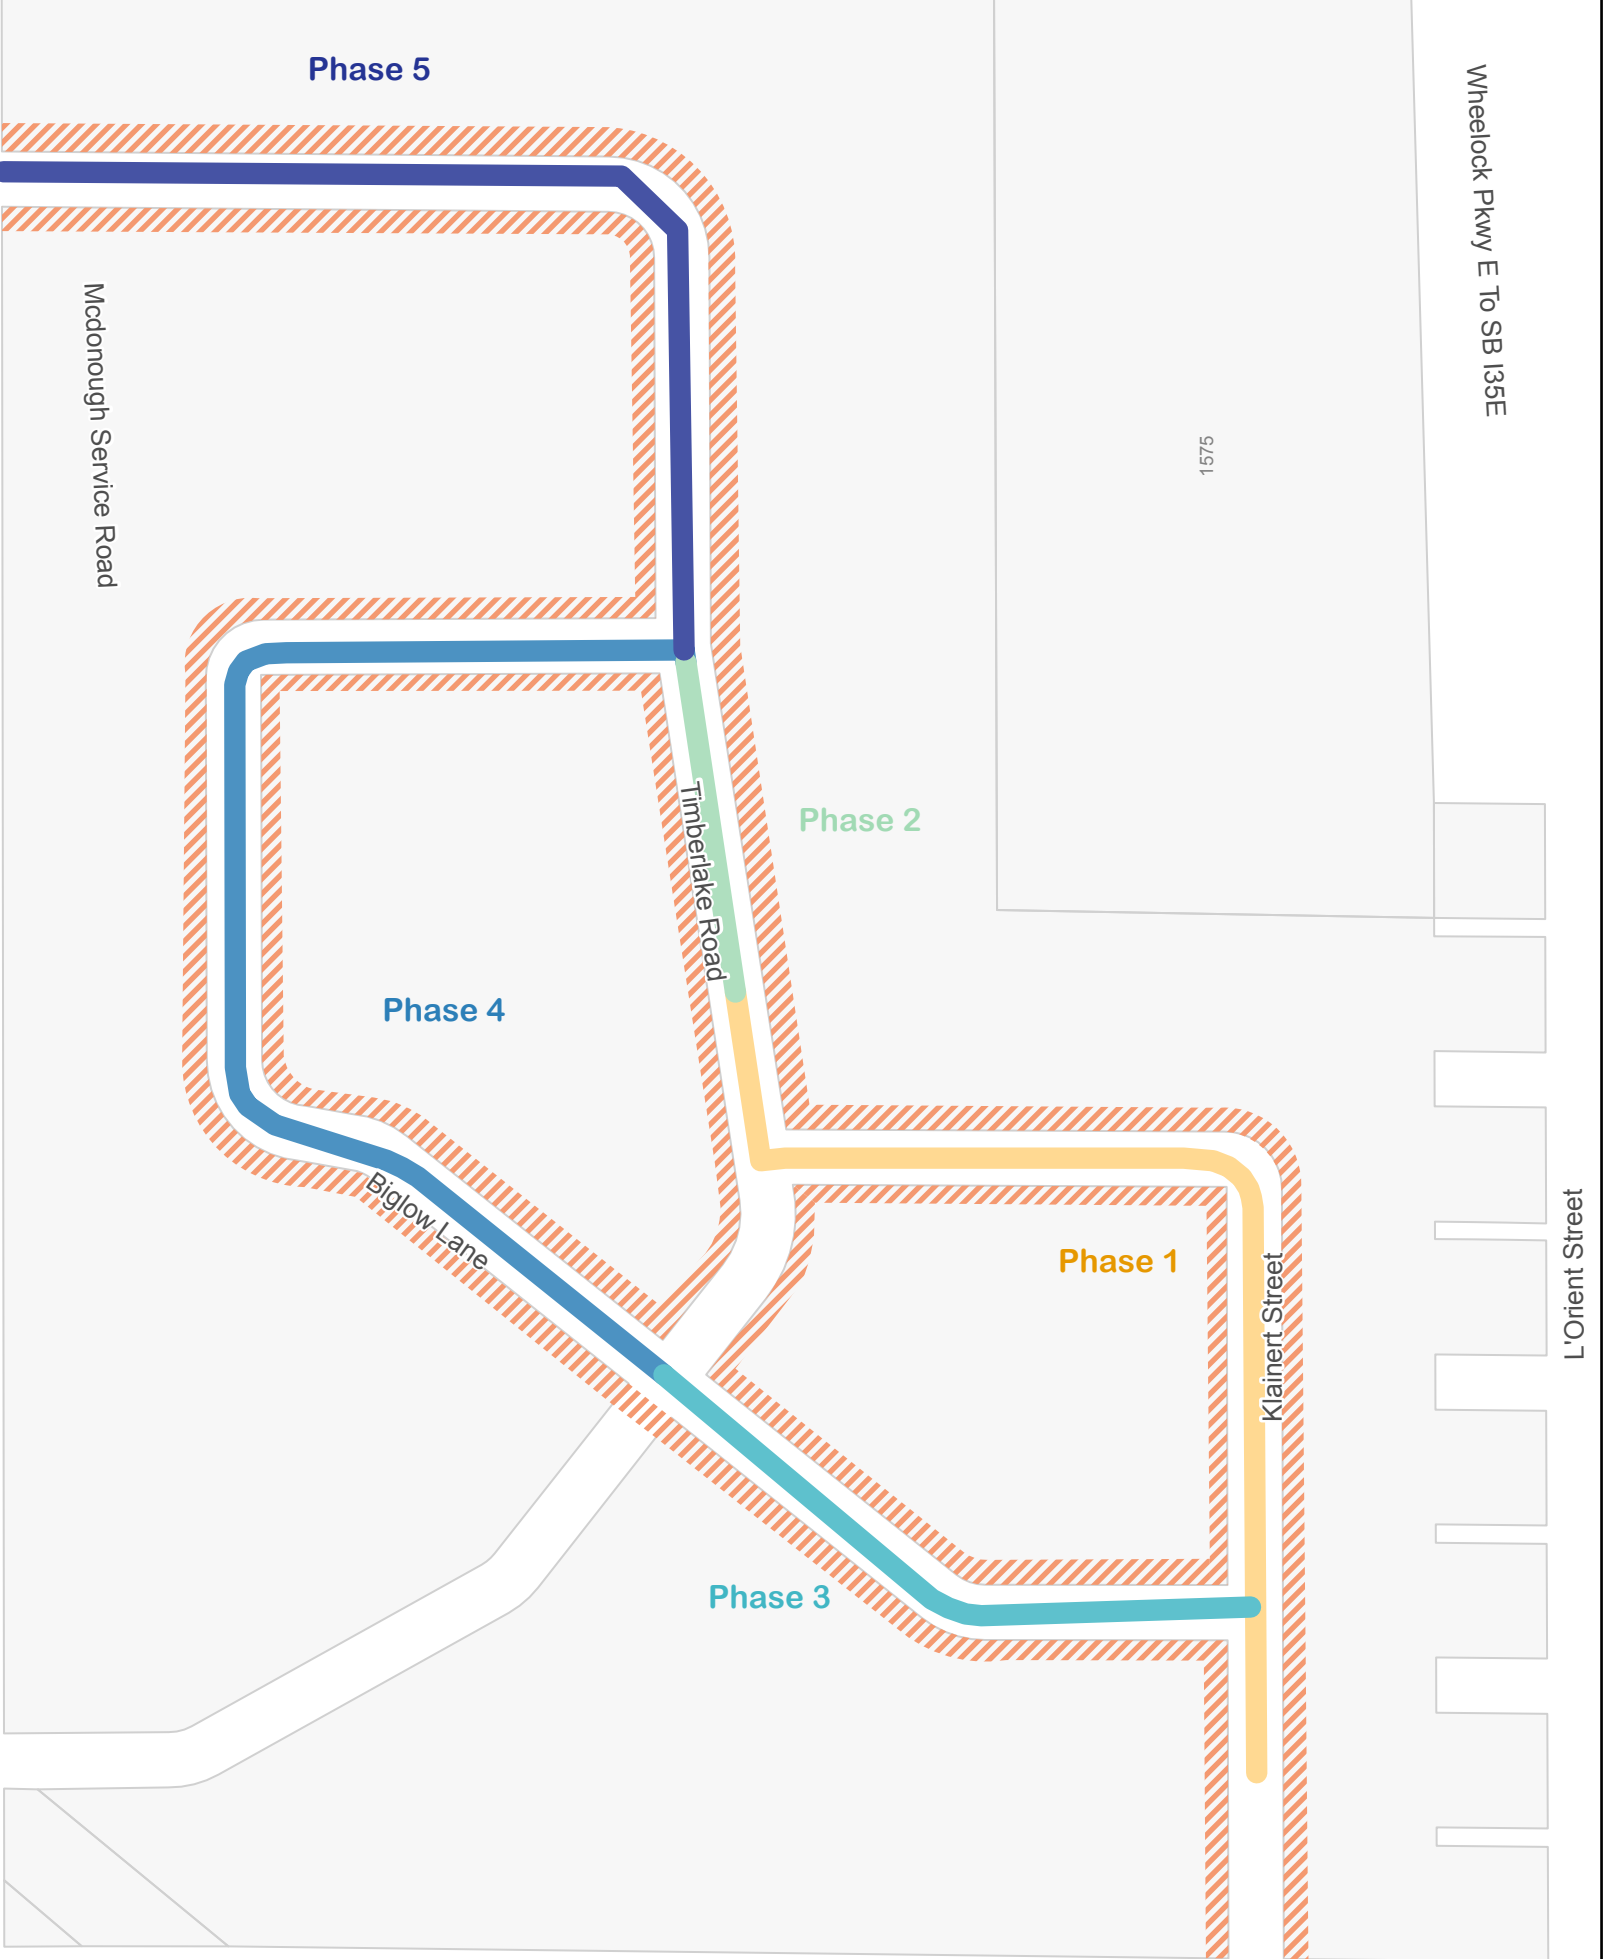 Phase 5
Wheelock Pkwy E To SB I35E
Mcdonough Service Road
1575
Timberlake Road
Phase 2
Phase 4
Biglow Lane
Phase 1
Klainert Street
L'Orient Street
Phase 3